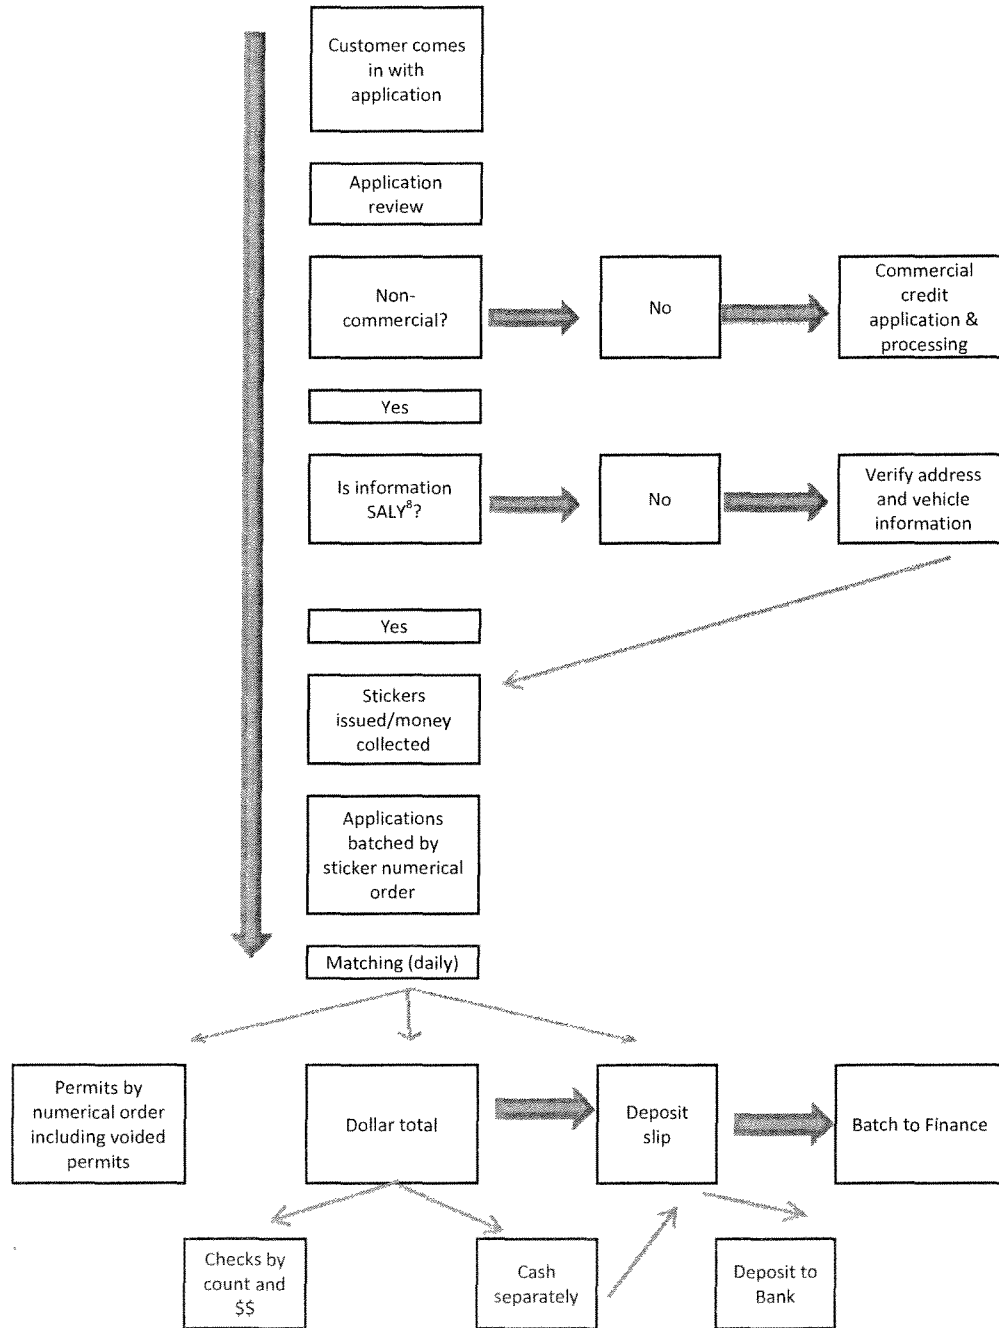 Customer comes
in with
application
Application
review
Non-
commercial?
No
Commercial
credit
application &
processing
Yes
Is information
SALY⁸?
No
Verify address
and vehicle
information
Yes
Stickers
issued/money
collected
Applications
batched by
sticker numerical
order
Matching (daily)
Permits by
numerical order
including voided
permits
Dollar total
Deposit
slip
Batch to Finance
Checks by
count and
$$
Cash
separately
Deposit to
Bank